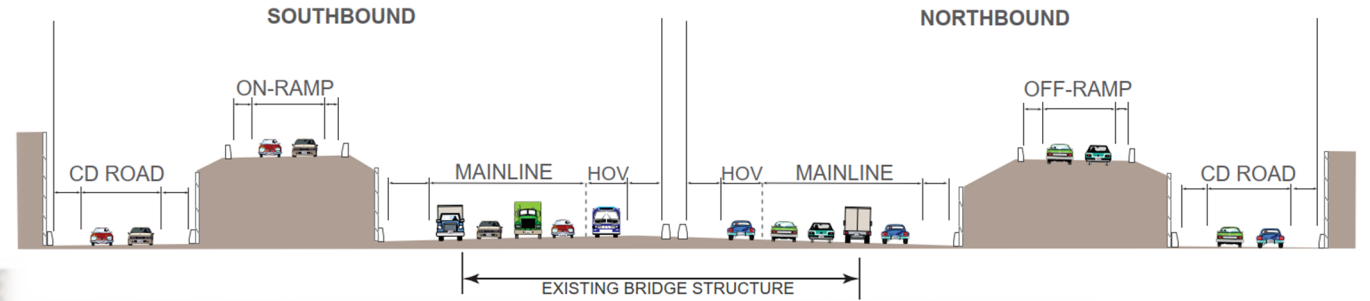 SOUTHBOUND
NORTHBOUND
ON-RAMP
OFF-RAMP
CD ROAD
MAINLINE
HOV
HOV
MAINLINE
CD ROAD
EXISTING BRIDGE STRUCTURE